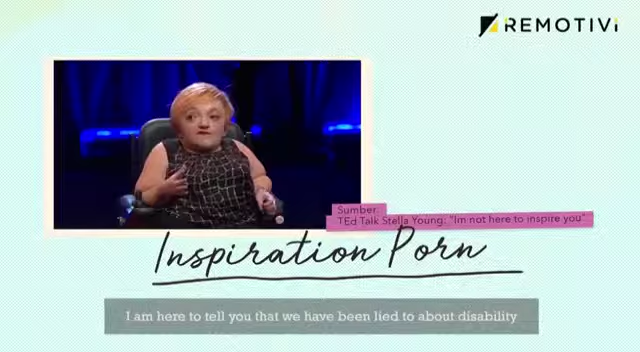 REMOTIVI
Sumber:
TEd Talk Stella Young: "Im not here to inspire you"
Inspiration Porn
I am here to tell you that we have been lied to about disability